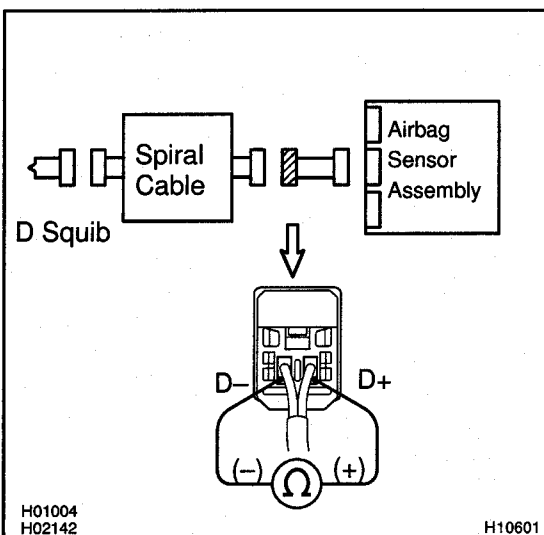 Spiral
Cable
Airbag
Sensor
Assembly
D Squib
D–
D+
(–)
Ω
(+)
H01004
H02142
H10601